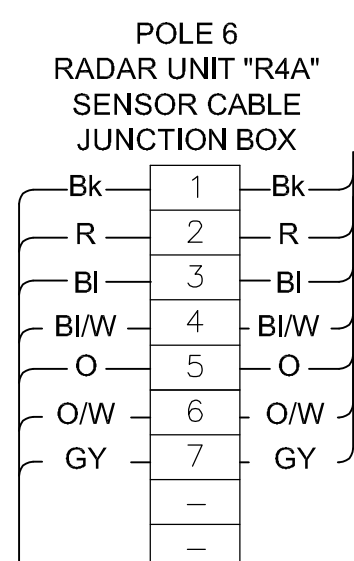 POLE 6
RADAR UNIT "R4A"
SENSOR CABLE
JUNCTION BOX
Bk 1 Bk
R 2 R
Bl 3 Bl
Bl/W 4 Bl/W
O 5 O
O/W 6 O/W
GY 7 GY
–
–